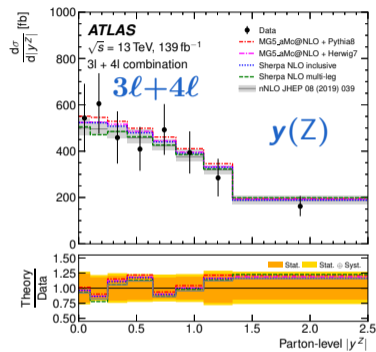 dσ/d|y^Z| [fb]
1000
800
600
400
200
0
ATLAS
√s = 13 TeV, 139 fb⁻¹
3l + 4l combination
3ℓ+4ℓ
y(Z)
Data
MG5_aMc@NLO + Pythia8
MG5_aMc@NLO + Herwig7
Sherpa NLO inclusive
Sherpa NLO multi-leg
nNLO JHEP 08 (2019) 039
Theory
Data
1.50
1.25
1.00
0.75
0.50
Stat. Stat. ⊕ Syst.
0.0 0.5 1.0 1.5 2.0 2.5
Parton-level |y^Z|